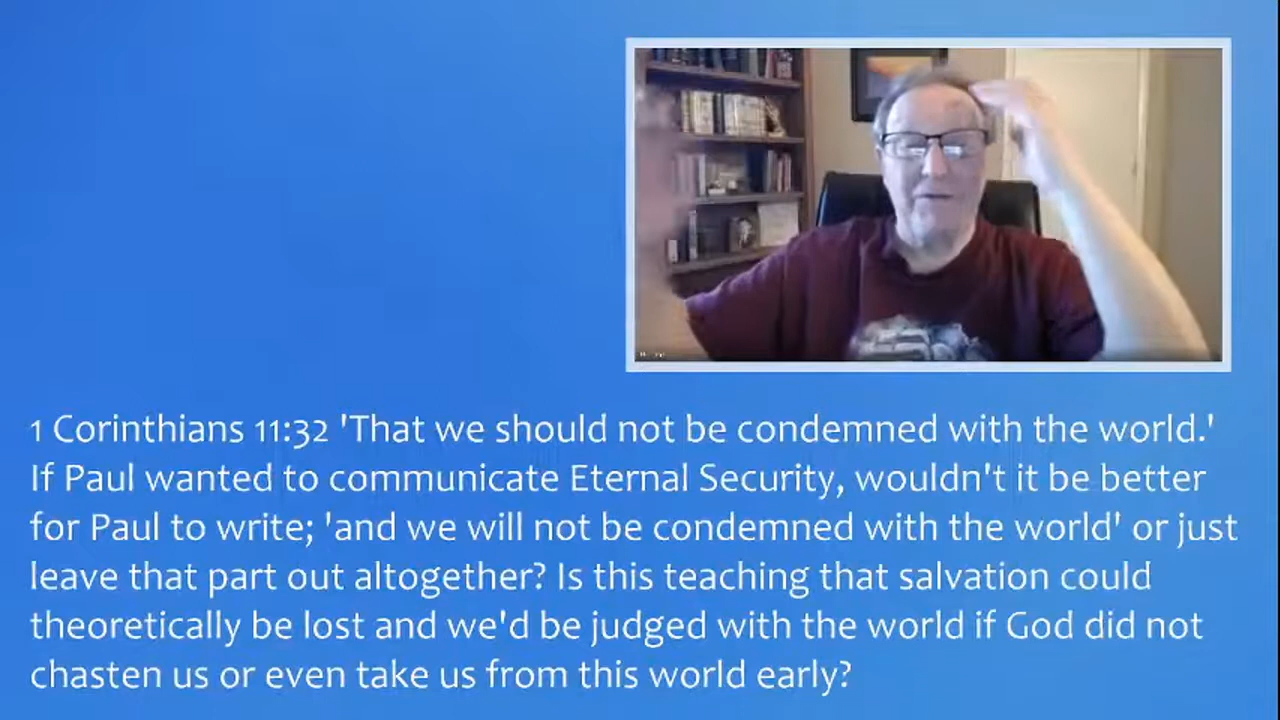 1 Corinthians 11:32 'That we should not be condemned with the world.'
If Paul wanted to communicate Eternal Security, wouldn't it be better
for Paul to write; 'and we will not be condemned with the world' or just
leave that part out altogether? Is this teaching that salvation could
theoretically be lost and we'd be judged with the world if God did not
chasten us or even take us from this world early?